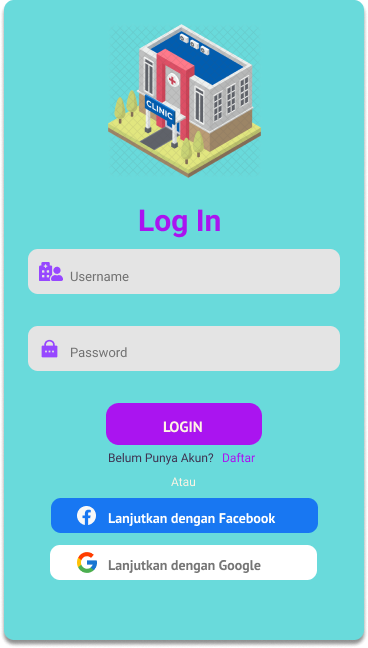 CLINIC
Log In
Username
Password
LOGIN
Belum Punya Akun? Daftar
Atau
Lanjutkan dengan Facebook
Lanjutkan dengan Google